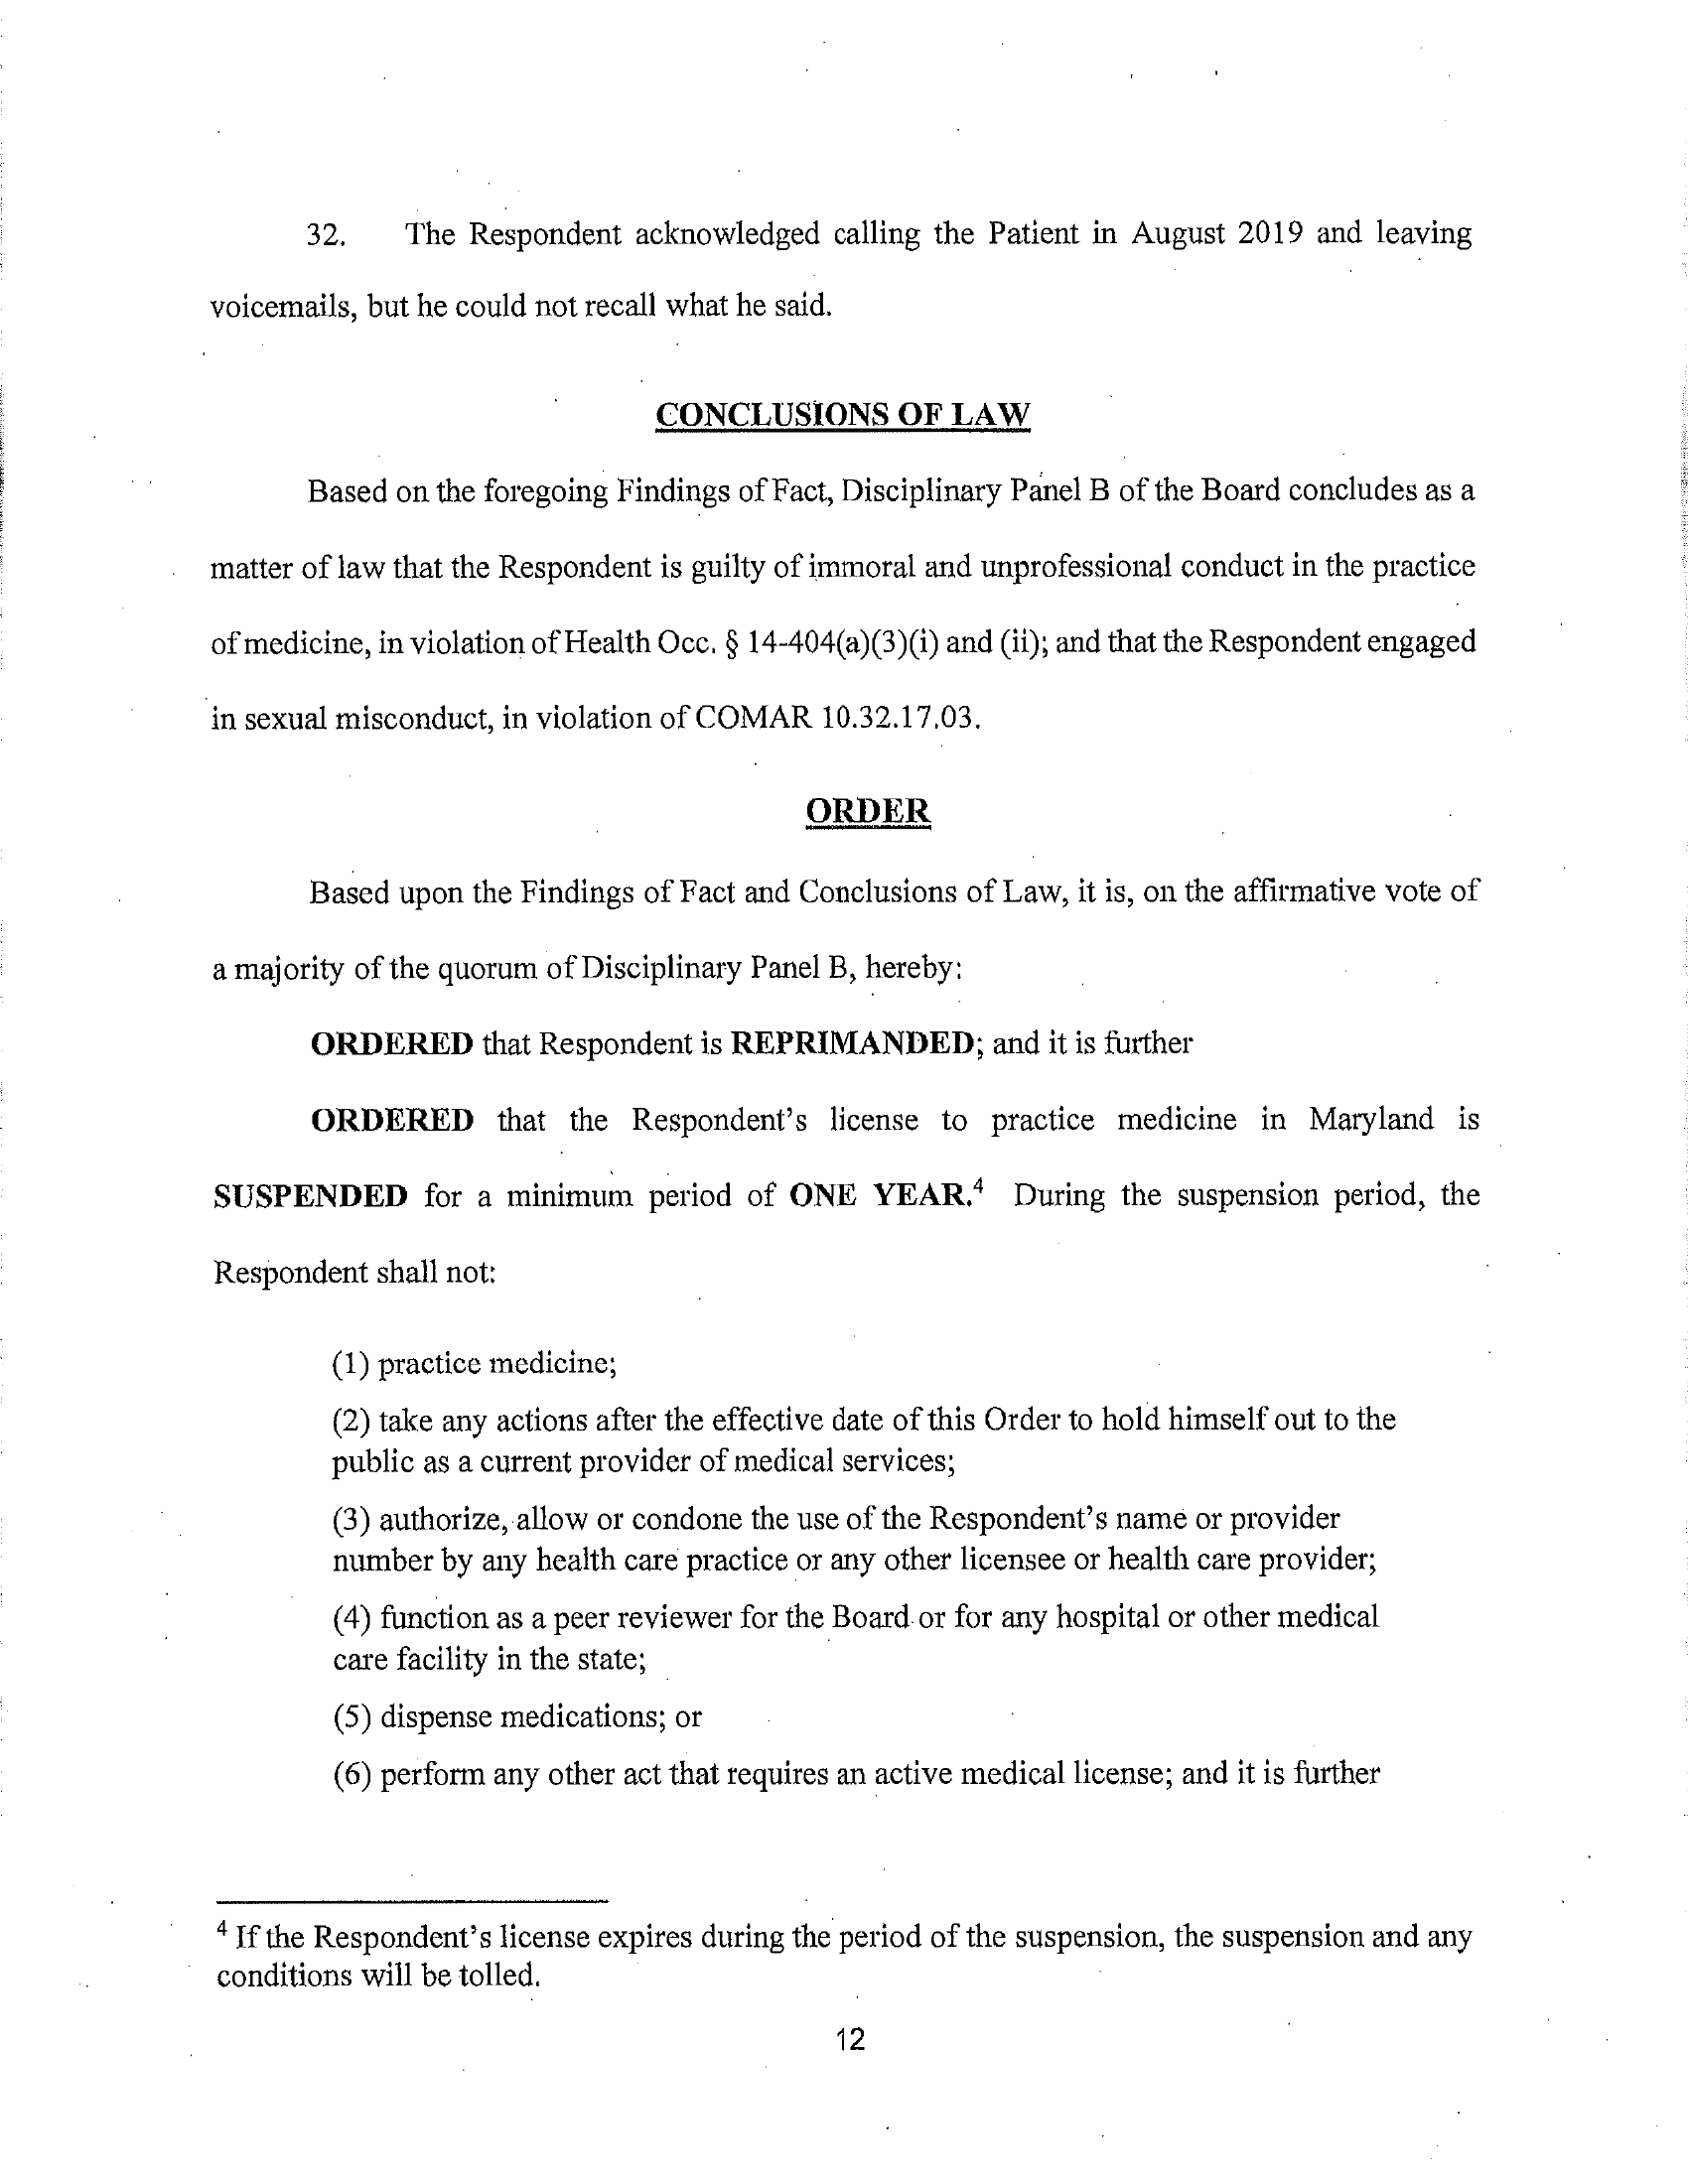 32. The Respondent acknowledged calling the Patient in August 2019 and leaving
voicemails, but he could not recall what he said.
CONCLUSIONS OF LAW
Based on the foregoing Findings of Fact, Disciplinary Panel B of the Board concludes as a
matter of law that the Respondent is guilty of immoral and unprofessional conduct in the practice
of medicine, in violation of Health Occ. § 14-404(a)(3)(i) and (ii); and that the Respondent engaged
in sexual misconduct, in violation of COMAR 10.32.17.03.
ORDER
Based upon the Findings of Fact and Conclusions of Law, it is, on the affirmative vote of
a majority of the quorum of Disciplinary Panel B, hereby:
ORDERED that Respondent is REPRIMANDED; and it is further
ORDERED that the Respondent's license to practice medicine in Maryland is
SUSPENDED for a minimum period of ONE YEAR.4 During the suspension period, the
Respondent shall not:
(1) practice medicine;
(2) take any actions after the effective date of this Order to hold himself out to the
public as a current provider of medical services;
(3) authorize, allow or condone the use of the Respondent's name or provider
number by any health care practice or any other licensee or health care provider;
(4) function as a peer reviewer for the Board or for any hospital or other medical
care facility in the state;
(5) dispense medications; or
(6) perform any other act that requires an active medical license; and it is further
4 If the Respondent's license expires during the period of the suspension, the suspension and any
conditions will be tolled.
12